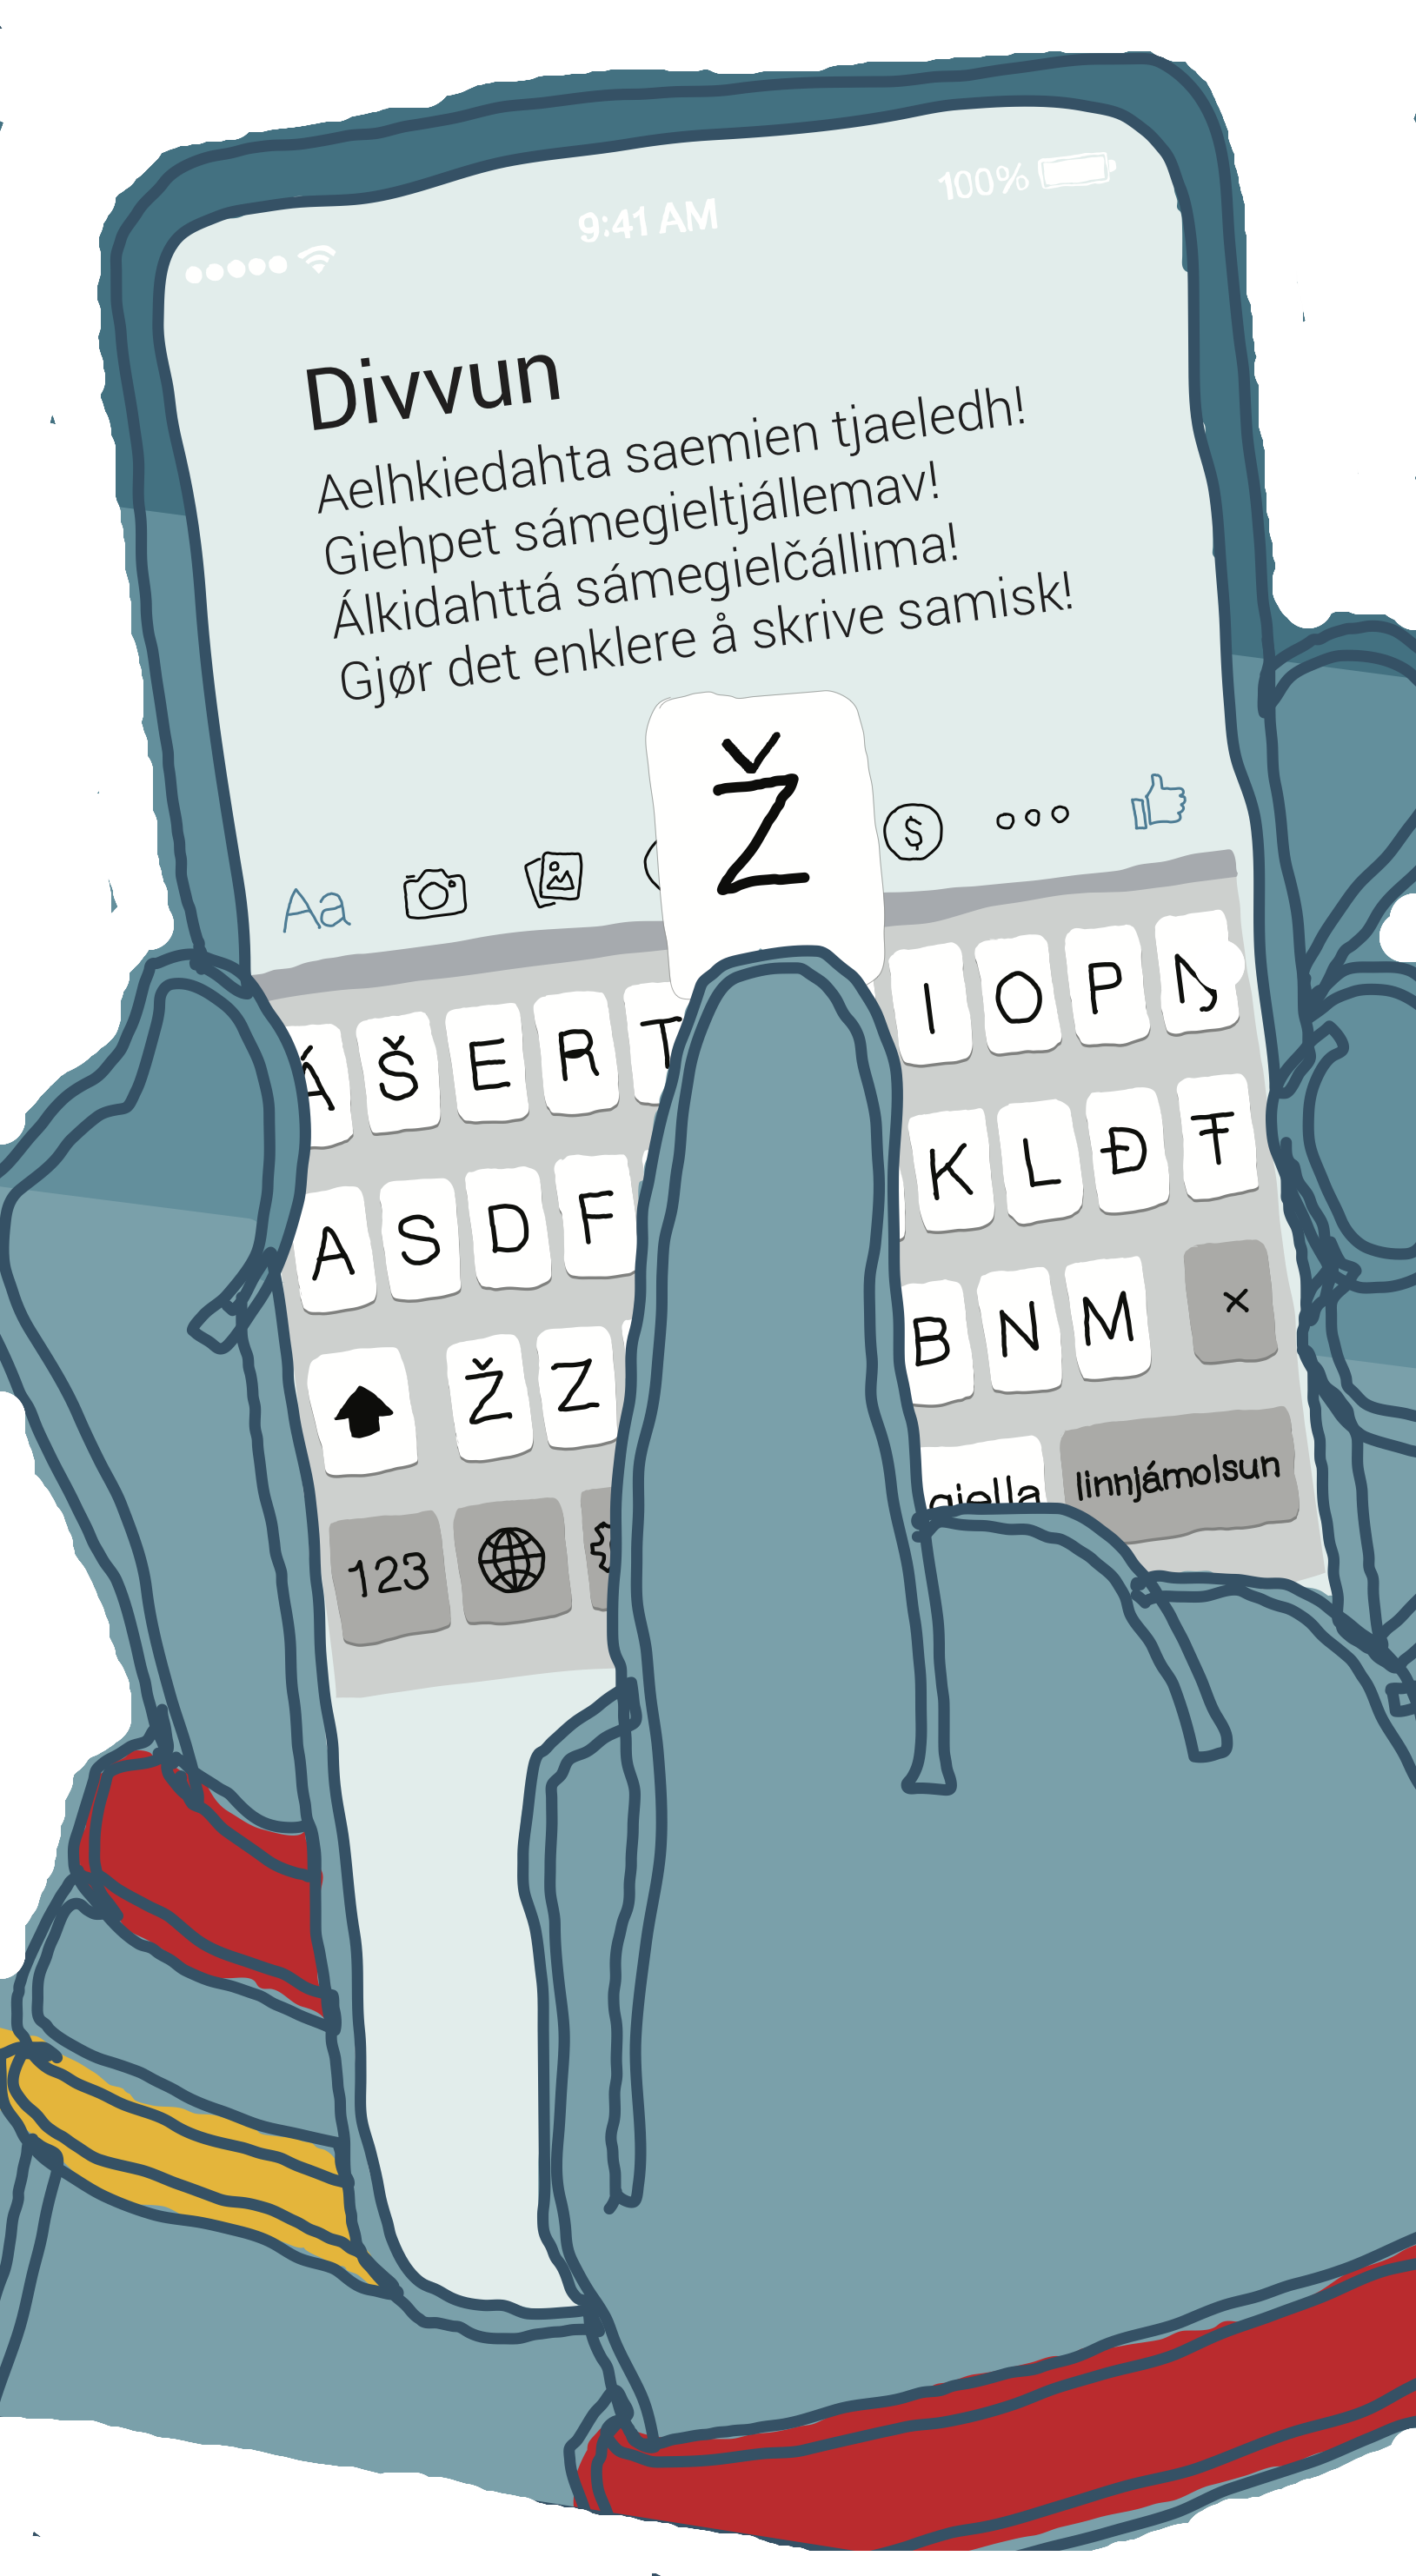 100%
9:41 AM
Divvun
Aelhkiedahta saemien tjaeledh!
Giehpet sámegieltjállemav!
Álkidahttá sámegielčállima!
Gjør det enklere å skrive samisk!
Ž
Aa $
Á Š E R T I O P Ŋ
A S D F K L Đ Ŧ
Ž Z B N M ×
123 giella linnjámolsun